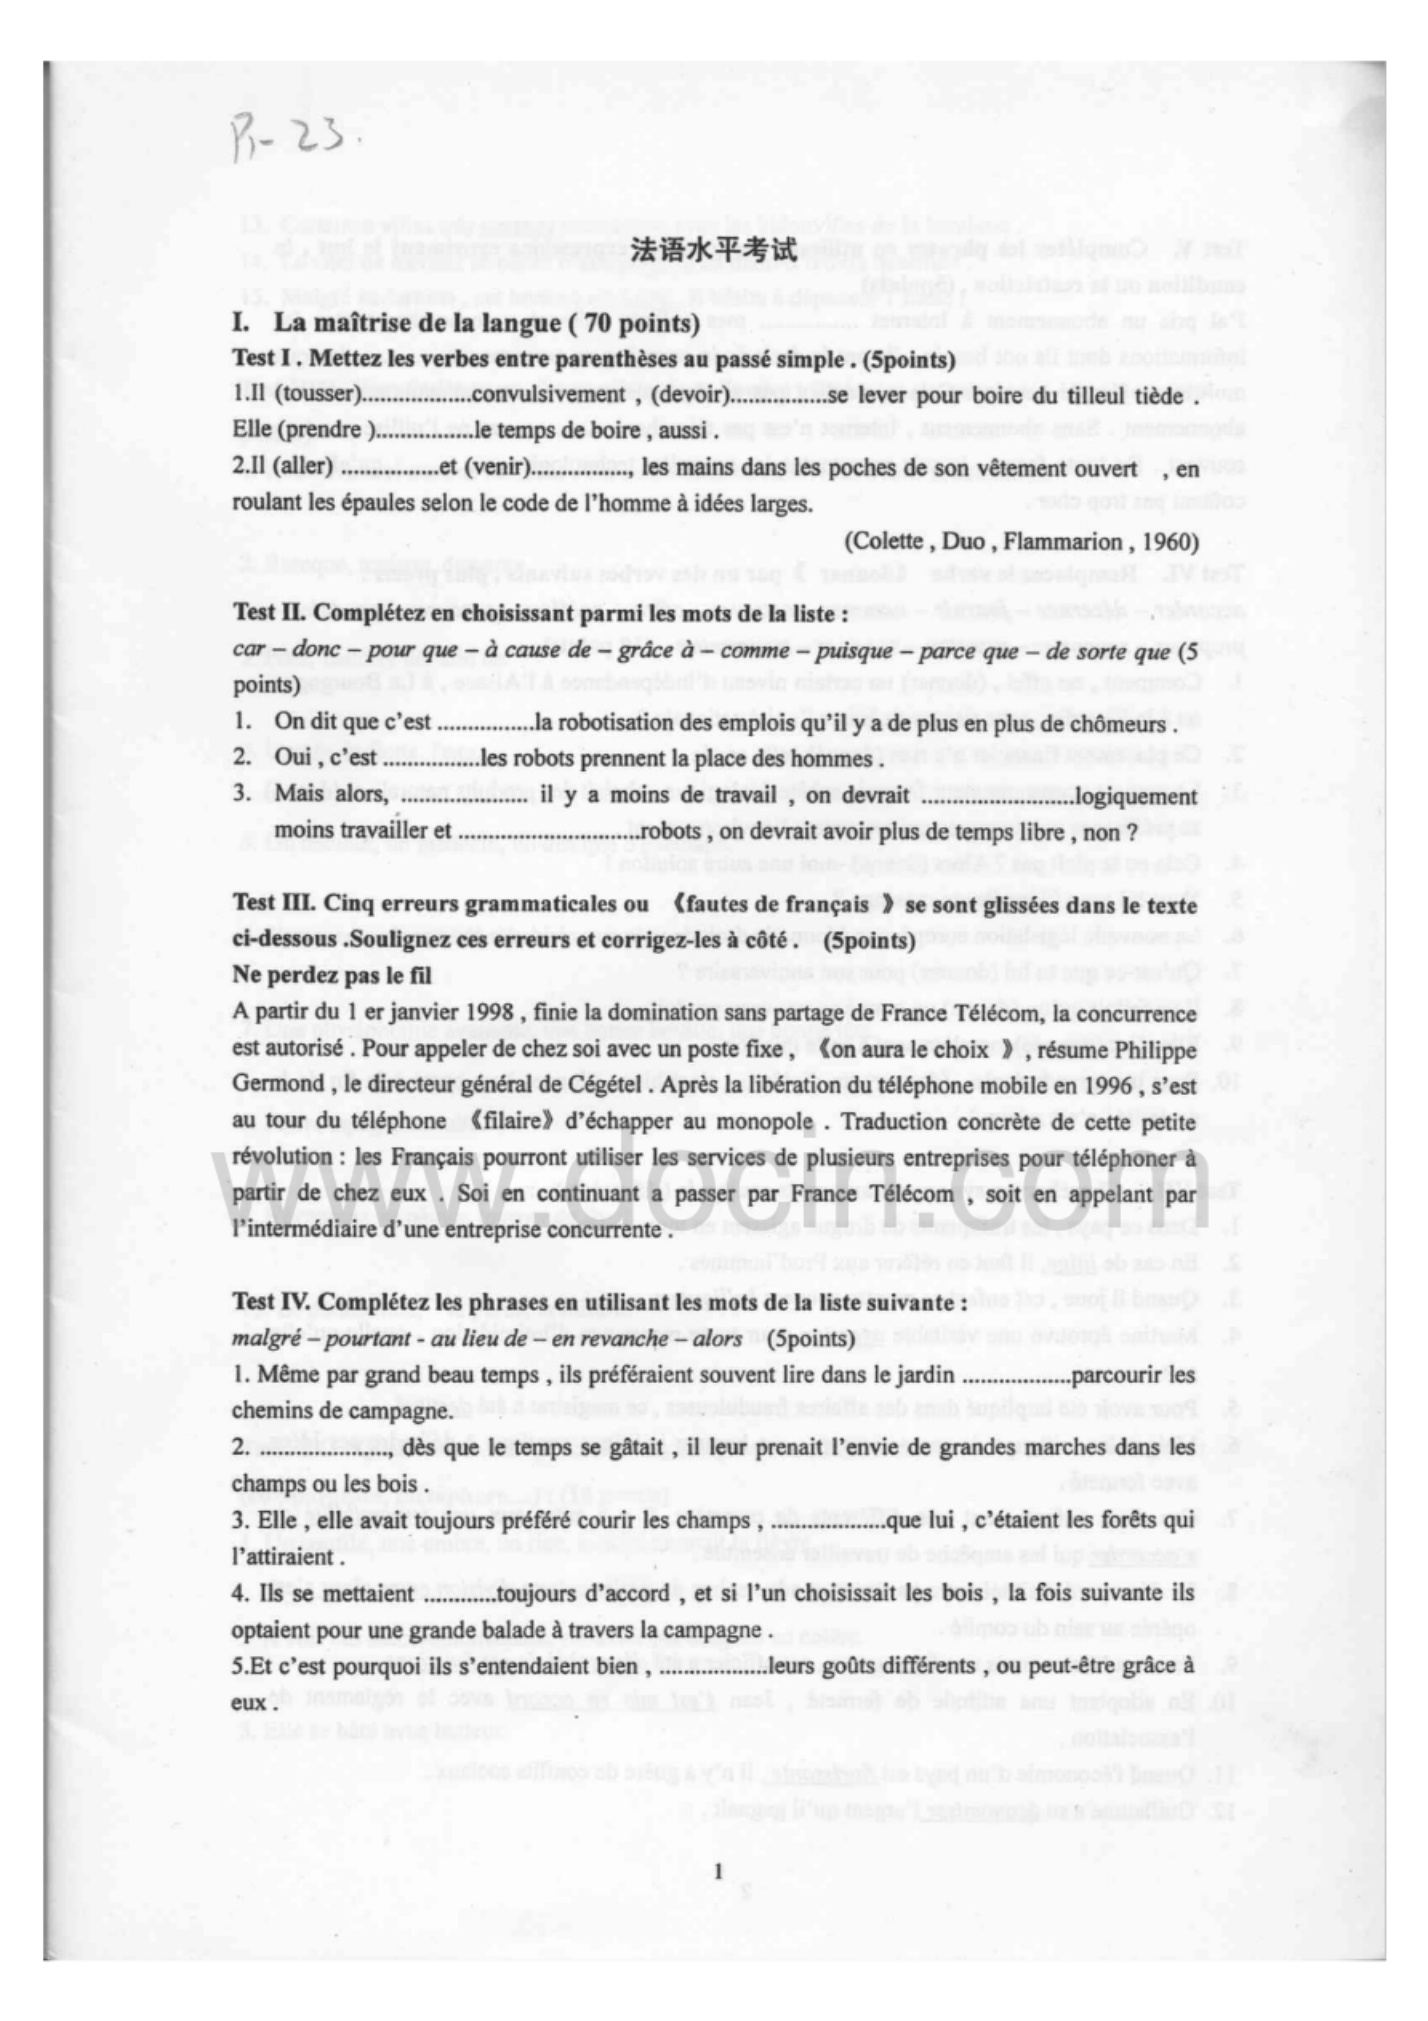 P1-23.
法语水平考试
I. La maîtrise de la langue ( 70 points)
Test I . Mettez les verbes entre parenthèses au passé simple . (5points)
1.Il (tousser)..................convulsivement , (devoir)................se lever pour boire du tilleul tiède .
Elle (prendre )................le temps de boire , aussi .
2.Il (aller) ................et (venir)................, les mains dans les poches de son vêtement ouvert , en
roulant les épaules selon le code de l'homme à idées larges.
(Colette , Duo , Flammarion , 1960)
Test II. Complétez en choisissant parmi les mots de la liste :
car – donc – pour que – à cause de – grâce à – comme – puisque – parce que – de sorte que (5
points)
1. On dit que c'est ................la robotisation des emplois qu'il y a de plus en plus de chômeurs .
2. Oui , c'est ................les robots prennent la place des hommes .
3. Mais alors, ..................... il y a moins de travail , on devrait .........................logiquement
moins travailler et ..............................robots , on devrait avoir plus de temps libre , non ?
Test III. Cinq erreurs grammaticales ou 《fautes de français 》 se sont glissées dans le texte
ci-dessous .Soulignez ces erreurs et corrigez-les à côté . (5points)
Ne perdez pas le fil
A partir du 1 er janvier 1998 , finie la domination sans partage de France Télécom, la concurrence
est autorisé . Pour appeler de chez soi avec un poste fixe , 《on aura le choix 》 , résume Philippe
Germond , le directeur général de Cégétel . Après la libération du téléphone mobile en 1996 , s'est
au tour du téléphone 《filaire》 d'échapper au monopole . Traduction concrète de cette petite
révolution : les Français pourront utiliser les services de plusieurs entreprises pour téléphoner à
partir de chez eux . Soi en continuant a passer par France Télécom , soit en appelant par
l'intermédiaire d'une entreprise concurrente .
www.docin.com
Test IV. Complétez les phrases en utilisant les mots de la liste suivante :
malgré – pourtant - au lieu de – en revanche – alors (5points)
1. Même par grand beau temps , ils préféraient souvent lire dans le jardin ..................parcourir les
chemins de campagne.
2. ....................., dès que le temps se gâtait , il leur prenait l'envie de grandes marches dans les
champs ou les bois .
3. Elle , elle avait toujours préféré courir les champs , ...................que lui , c'étaient les forêts qui
l'attiraient .
4. Ils se mettaient ............toujours d'accord , et si l'un choisissait les bois , la fois suivante ils
optaient pour une grande balade à travers la campagne .
5.Et c'est pourquoi ils s'entendaient bien , ..................leurs goûts différents , ou peut-être grâce à
eux .
1